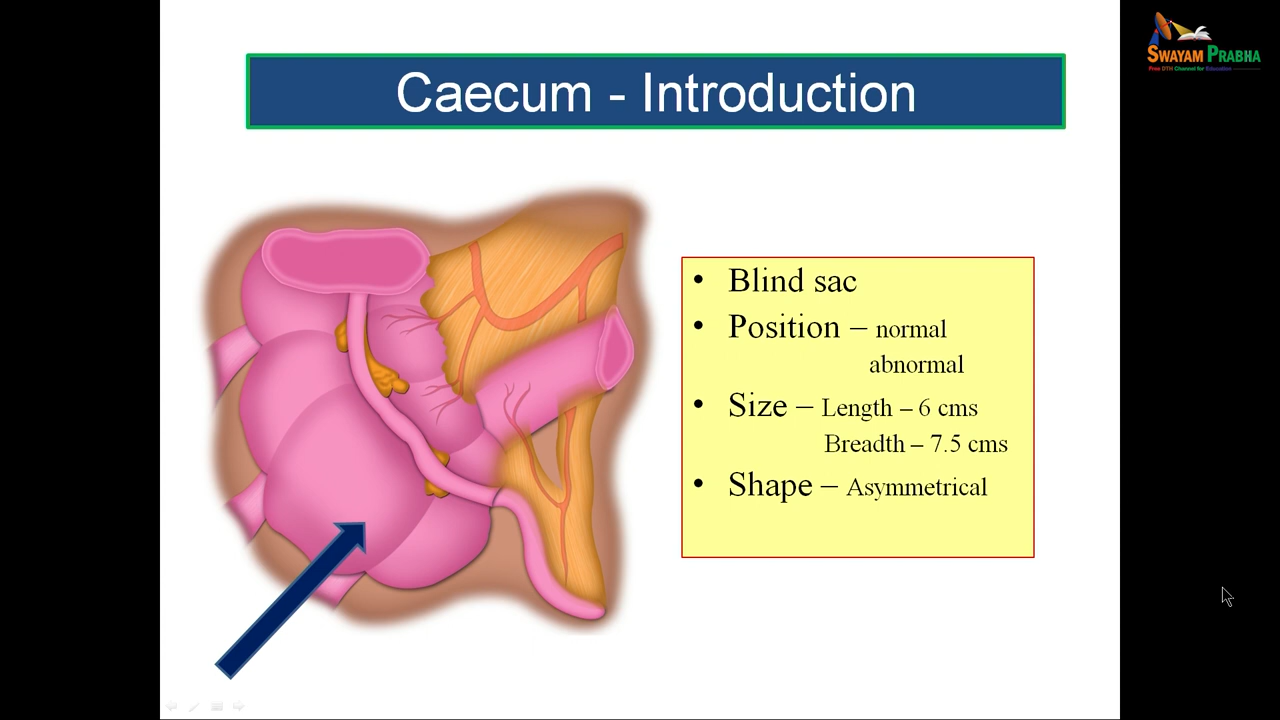 SWAYAM PRABHA
Free DTH Channel for Education
Caecum - Introduction
• Blind sac
• Position – normal
abnormal
• Size – Length – 6 cms
Breadth – 7.5 cms
• Shape – Asymmetrical